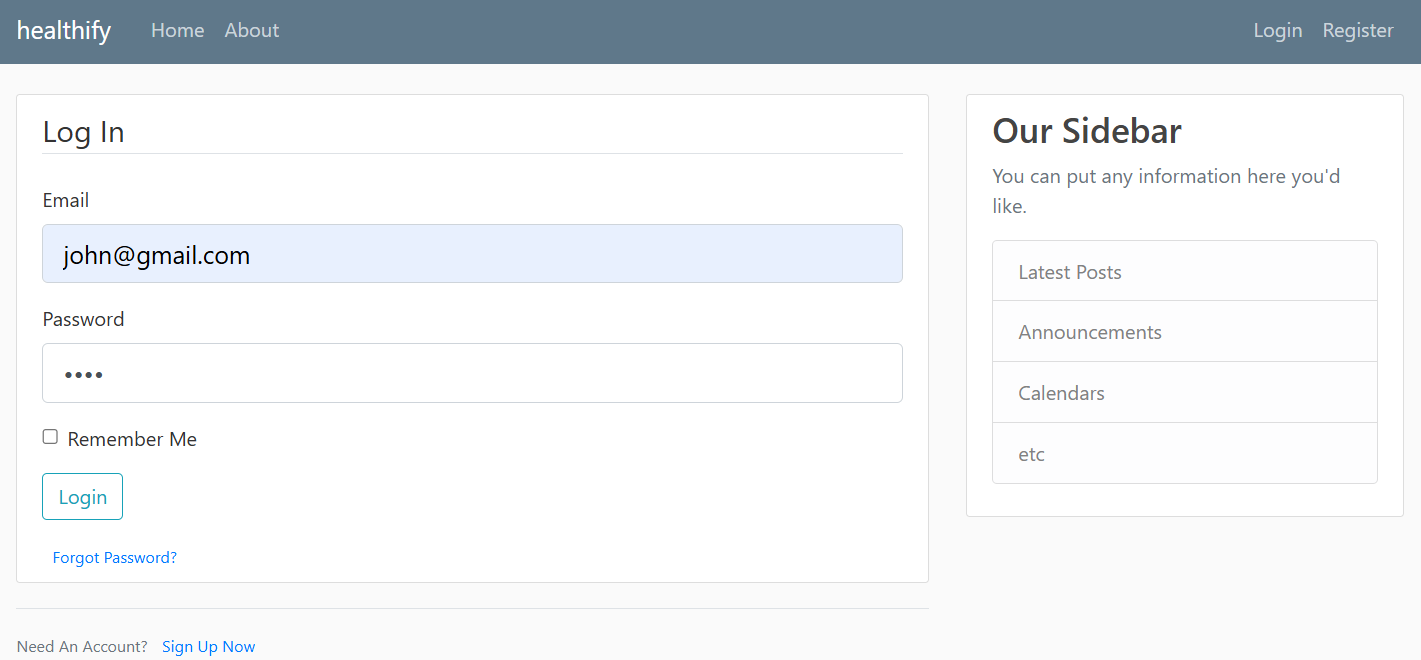 healthify Home About Login Register
Log In
Email
john@gmail.com
Password
••••
Remember Me
Login
Forgot Password?
Need An Account? Sign Up Now
Our Sidebar
You can put any information here you'd
like.
Latest Posts
Announcements
Calendars
etc